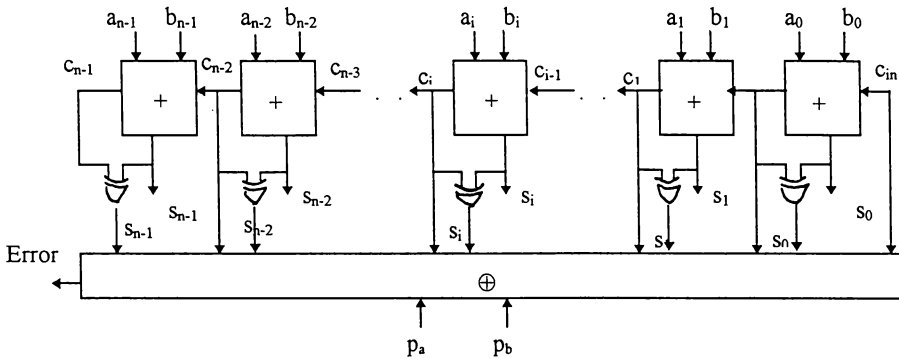 aₙ₋₁ bₙ₋₁ aₙ₋₂ bₙ₋₂ aᵢ bᵢ a₁ b₁ a₀ b₀
cₙ₋₁ cₙ₋₂ cₙ₋₃ . . . cᵢ cᵢ₋₁ . . . c₁ cᵢₙ
+ + + + +
sₙ₋₁ sₙ₋₂ sᵢ s₁ s₀
sₙ₋₁ sₙ₋₂ sᵢ s s₀
Error
⊕
pₐ p_b